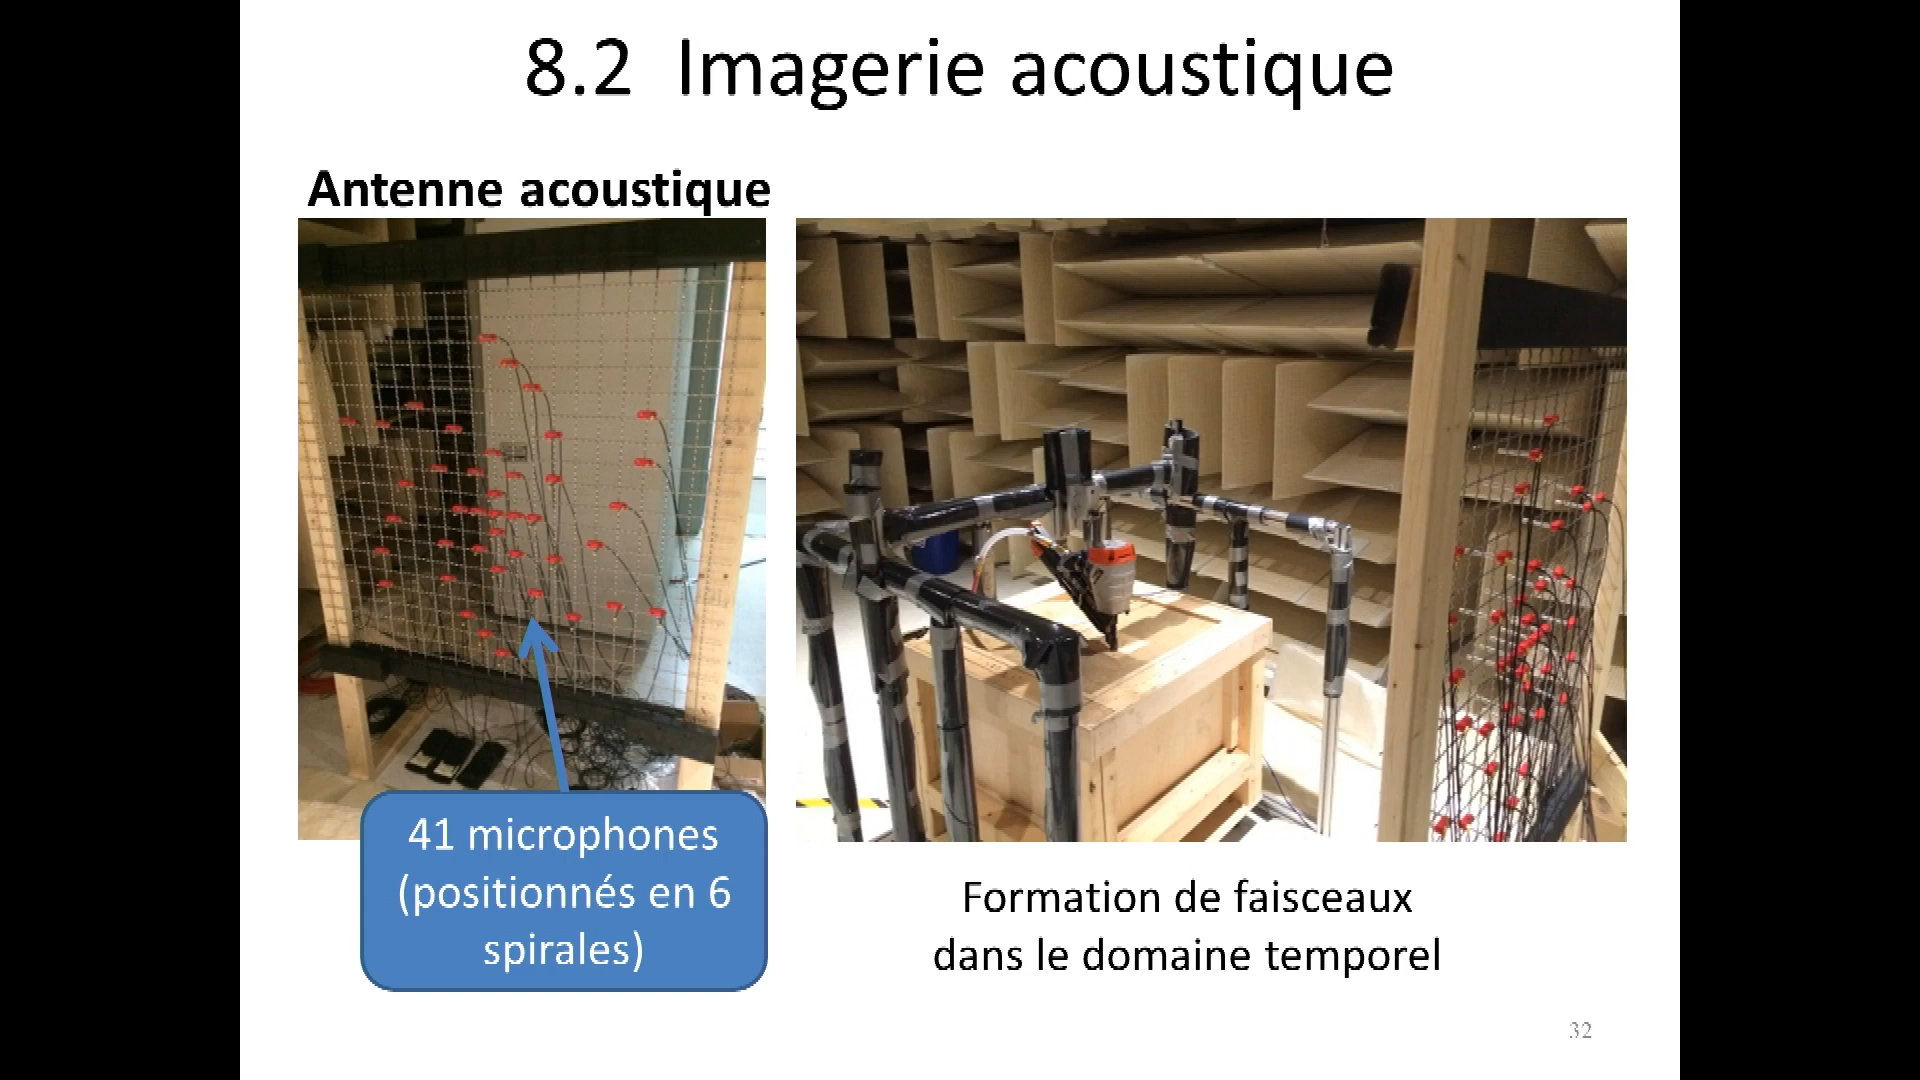 8.2 Imagerie acoustique
Antenne acoustique
41 microphones
(positionnés en 6
spirales)
Formation de faisceaux
dans le domaine temporel
32